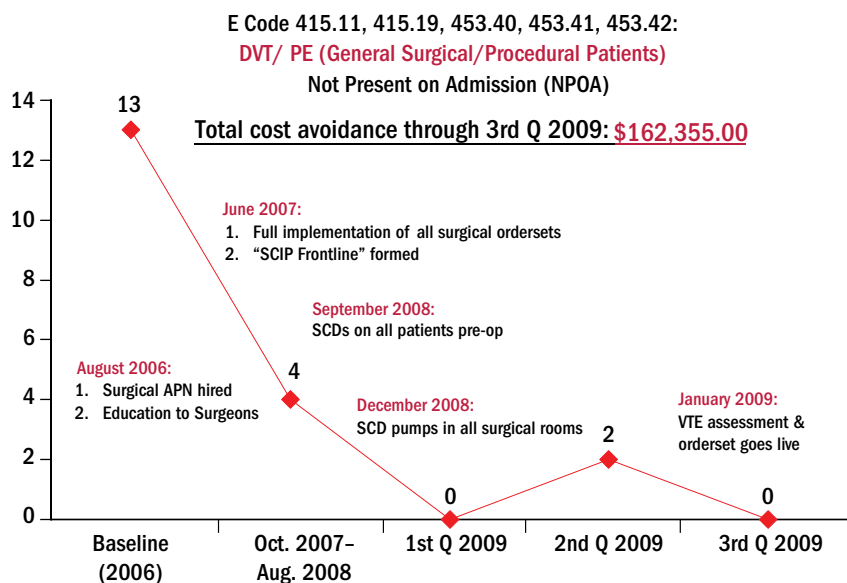 E Code 415.11, 415.19, 453.40, 453.41, 453.42:
DVT/ PE (General Surgical/Procedural Patients)
Not Present on Admission (NPOA)
Total cost avoidance through 3rd Q 2009: $162,355.00
14
12
10
8
6
4
2
0
13
4
0
2
0
June 2007:
1. Full implementation of all surgical ordersets
2. “SCIP Frontline” formed
September 2008:
SCDs on all patients pre-op
August 2006:
1. Surgical APN hired
2. Education to Surgeons
December 2008:
SCD pumps in all surgical rooms
January 2009:
VTE assessment &
orderset goes live
Baseline
(2006)
Oct. 2007–
Aug. 2008
1st Q 2009
2nd Q 2009
3rd Q 2009